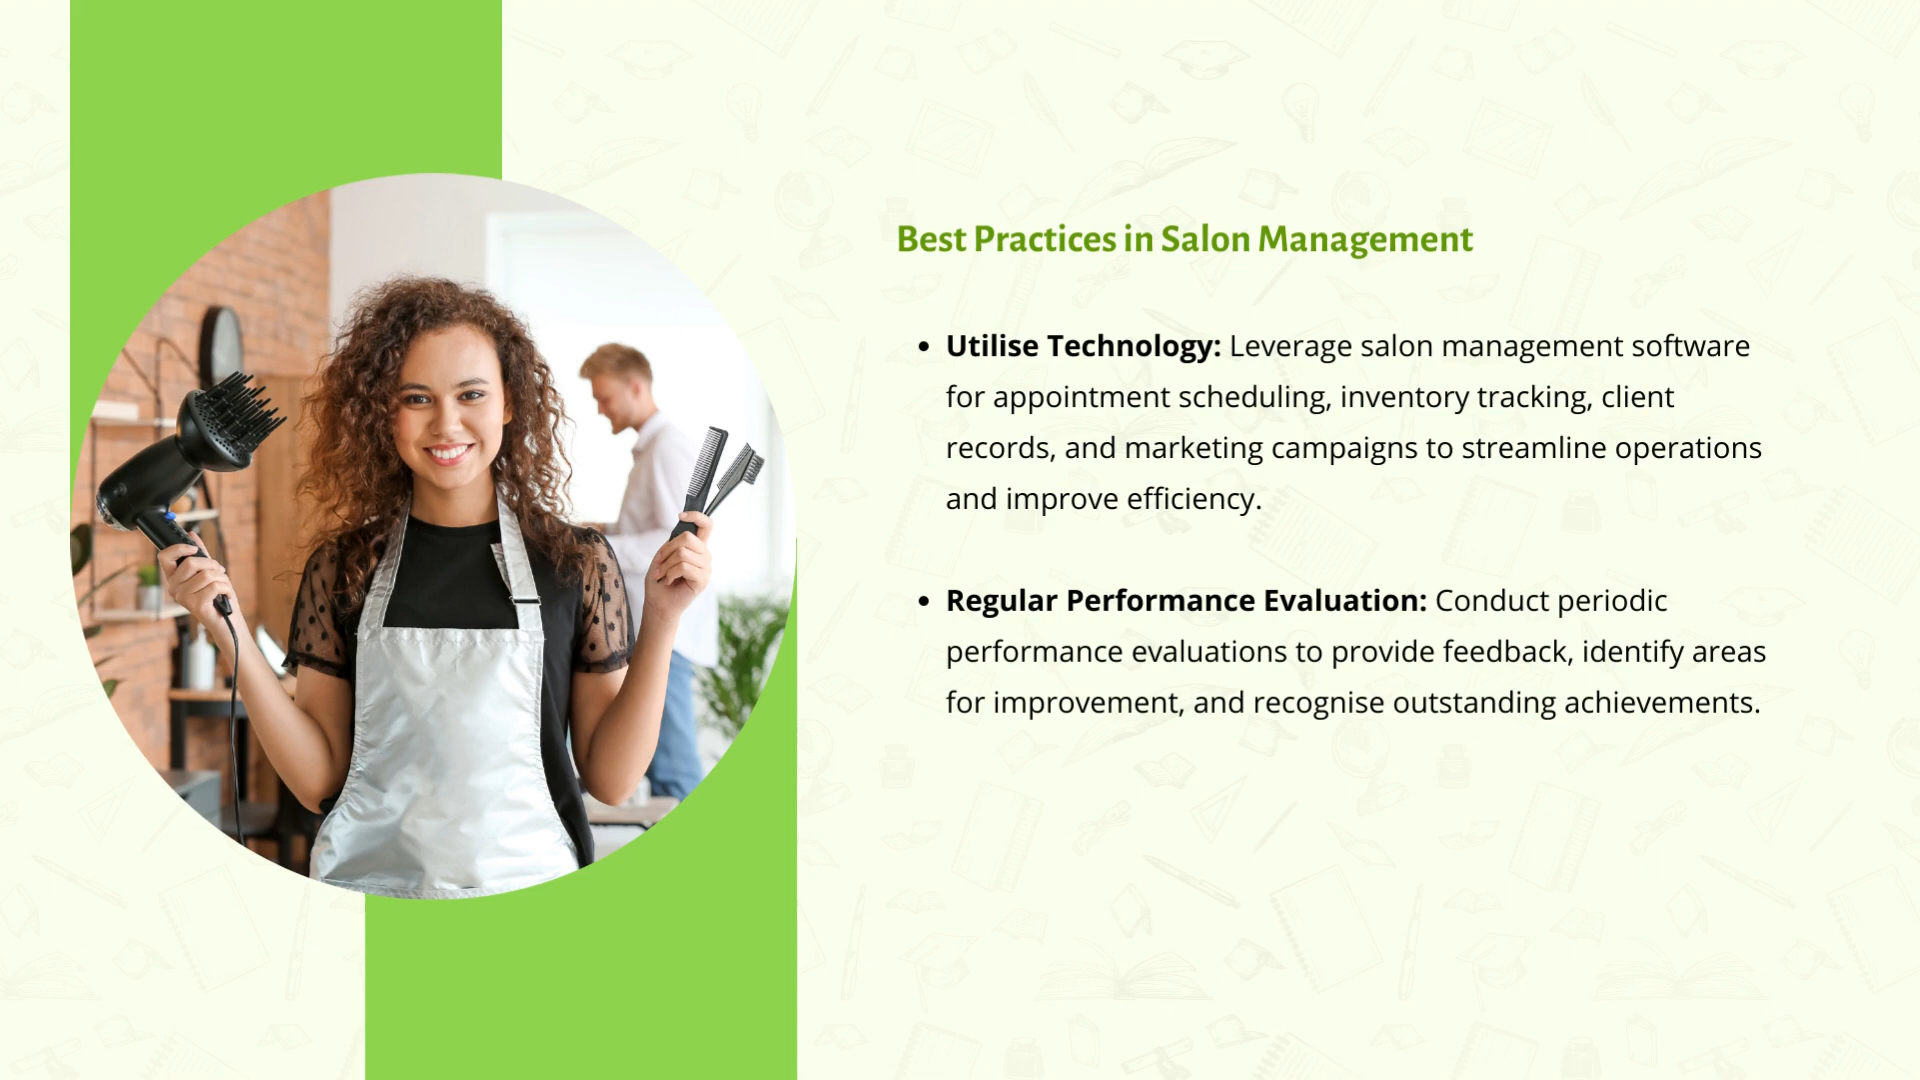 Best Practices in Salon Management
• Utilise Technology: Leverage salon management software
for appointment scheduling, inventory tracking, client
records, and marketing campaigns to streamline operations
and improve efficiency.
• Regular Performance Evaluation: Conduct periodic
performance evaluations to provide feedback, identify areas
for improvement, and recognise outstanding achievements.